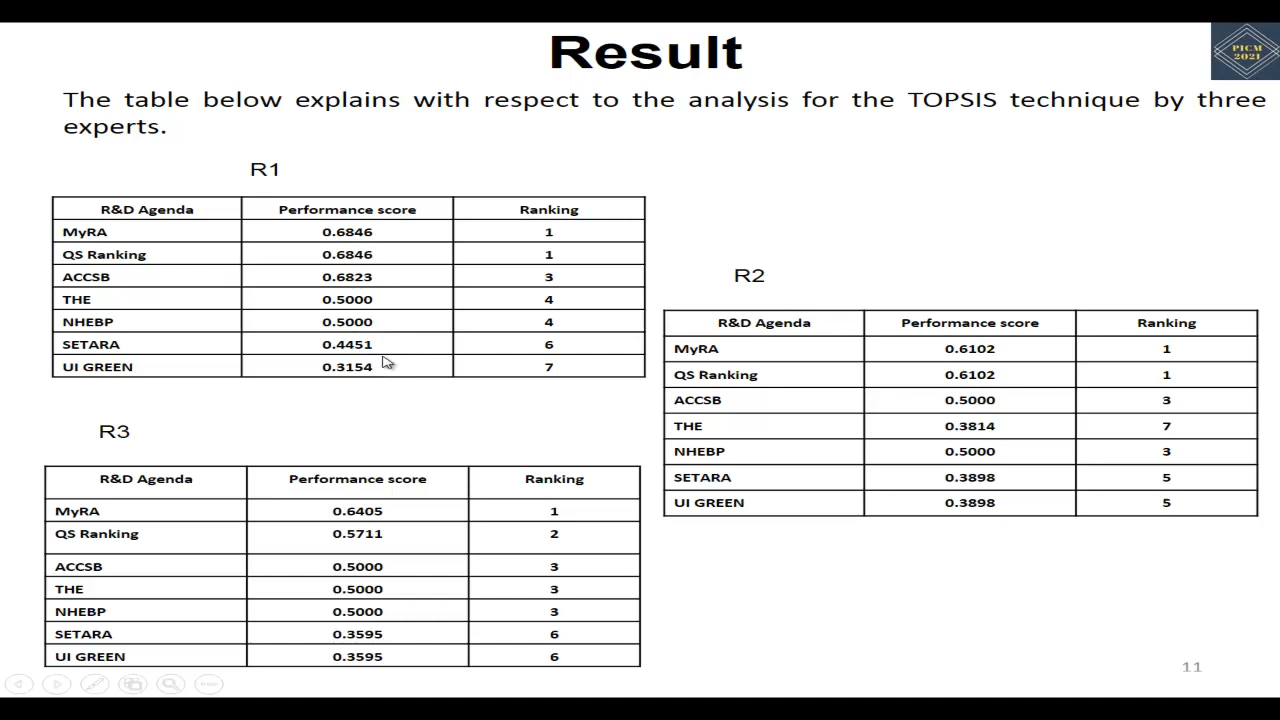 Result
PICM
2021
The table below explains with respect to the analysis for the TOPSIS technique by three
experts.
R1
R&D Agenda Performance score Ranking
MyRA 0.6846 1
QS Ranking 0.6846 1
ACCSB 0.6823 3
THE 0.5000 4
NHEBP 0.5000 4
SETARA 0.4451 6
UI GREEN 0.3154 7
R2
R&D Agenda Performance score Ranking
MyRA 0.6102 1
QS Ranking 0.6102 1
ACCSB 0.5000 3
THE 0.3814 7
NHEBP 0.5000 3
SETARA 0.3898 5
UI GREEN 0.3898 5
R3
R&D Agenda Performance score Ranking
MyRA 0.6405 1
QS Ranking 0.5711 2
ACCSB 0.5000 3
THE 0.5000 3
NHEBP 0.5000 3
SETARA 0.3595 6
UI GREEN 0.3595 6
11